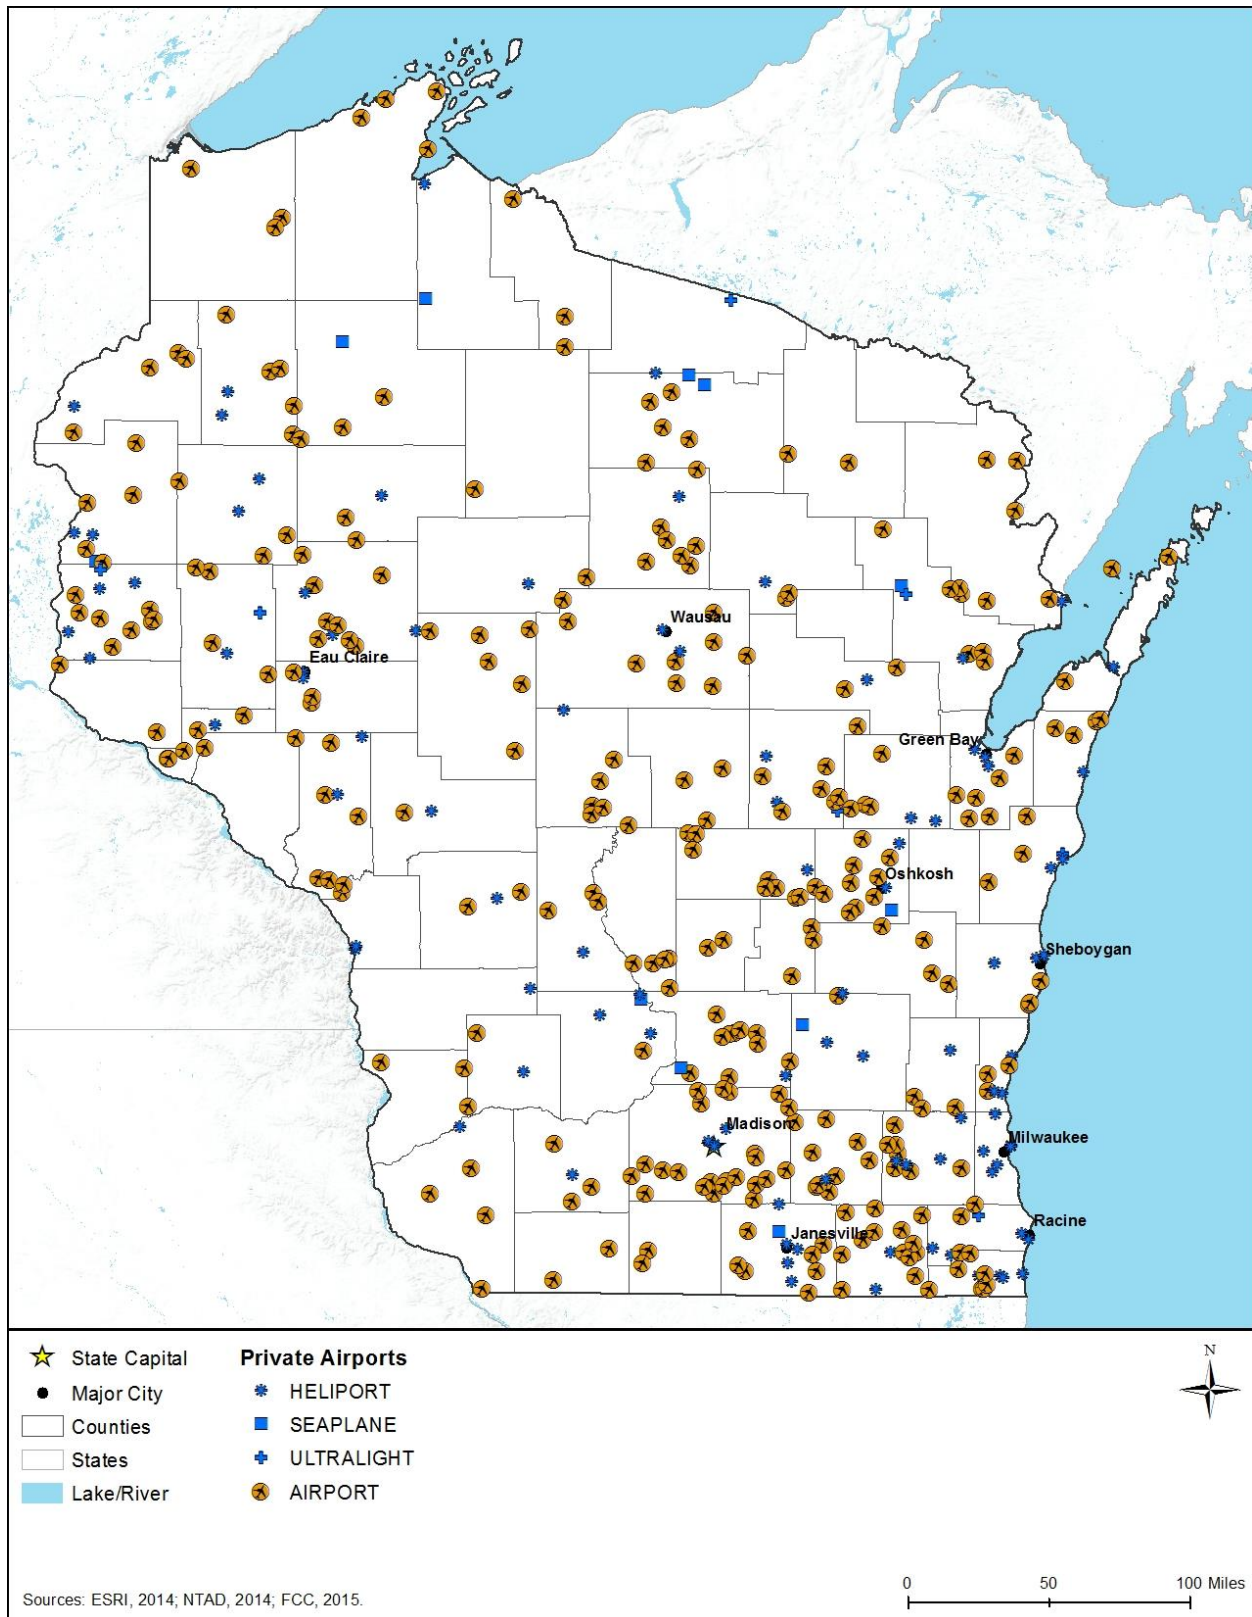 Wausau
Eau Claire
Green Bay
Oshkosh
Sheboygan
Madison
Milwaukee
Racine
Janesville
State Capital
Major City
Counties
States
Lake/River
Private Airports
HELIPORT
SEAPLANE
ULTRALIGHT
AIRPORT
N
0 50 100 Miles
Sources: ESRI, 2014; NTAD, 2014; FCC, 2015.